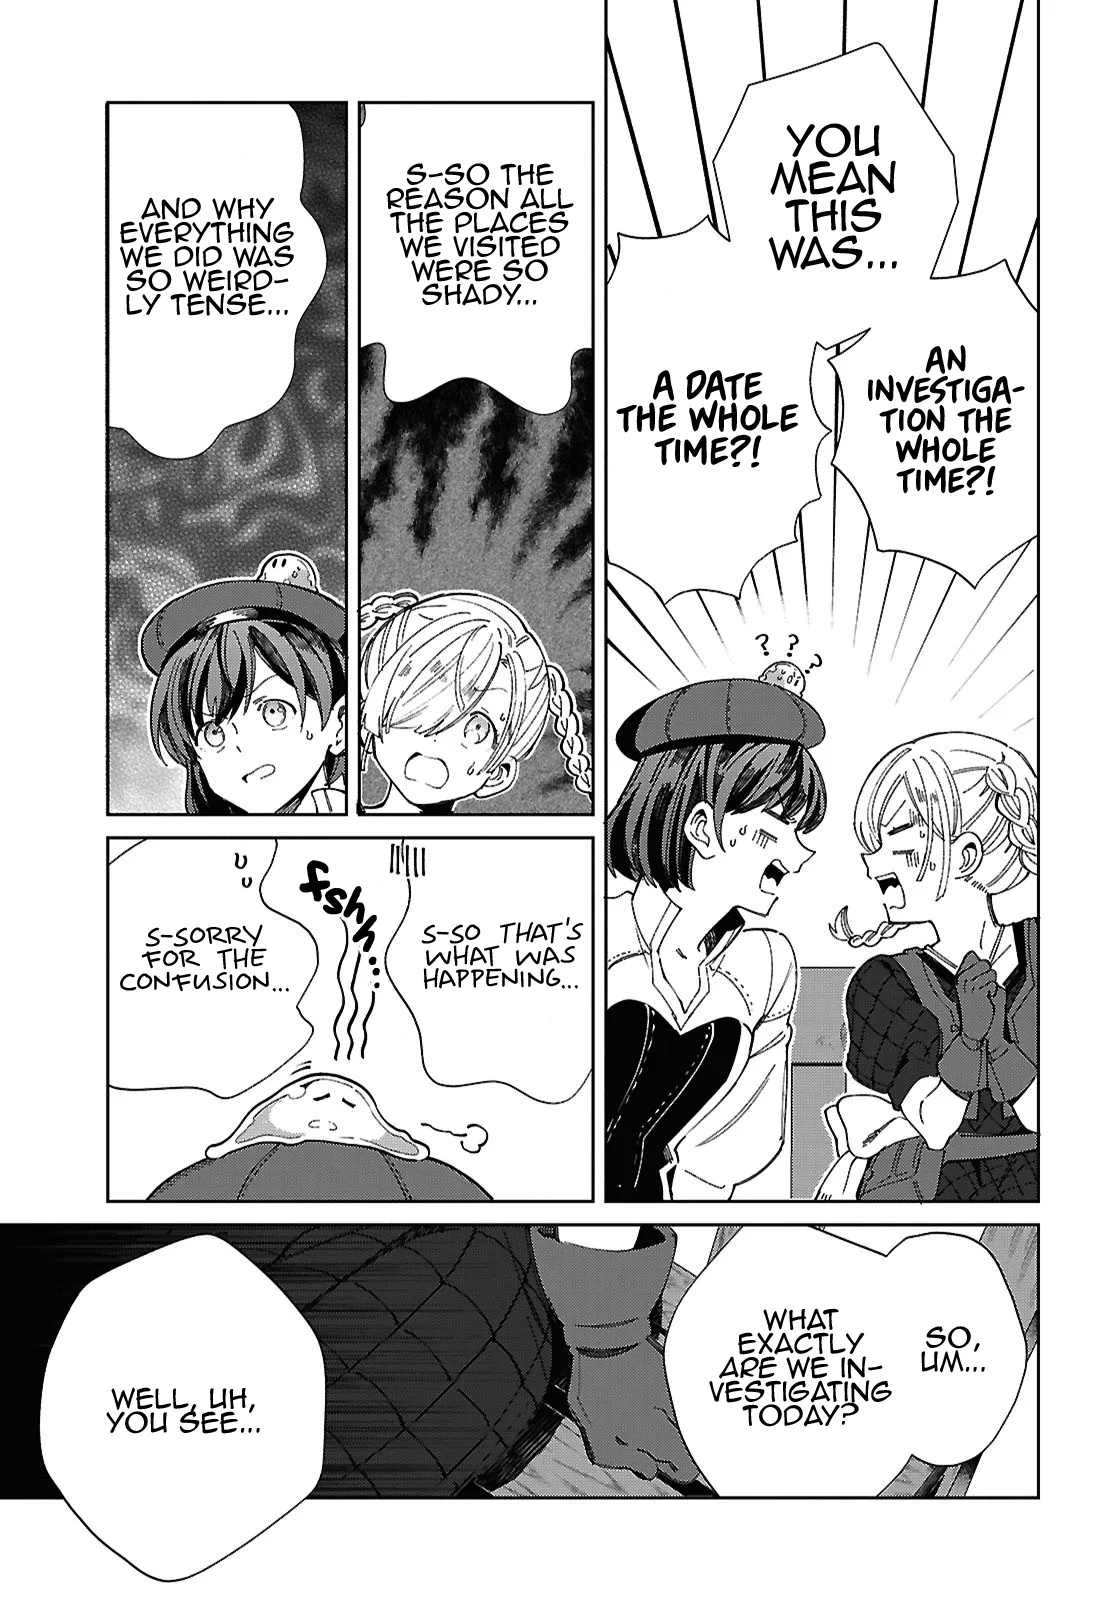 YOU
MEAN
THIS
WAS...
AN
INVESTIGA-
TION THE
WHOLE
TIME?!
A DATE
THE WHOLE
TIME?!
? ? ?
S-SO THE
REASON ALL
THE PLACES
WE VISITED
WERE SO
SHADY...
AND WHY
EVERYTHING
WE DID WAS
SO WEIRD-
LY TENSE...
S-SO THAT'S
WHAT WAS
HAPPENING...
FSHH...
S-SORRY
FOR THE
CONFUSION...
SO,
UM...
WHAT
EXACTLY
ARE WE IN-
VESTIGATING
TODAY?
WELL, UH,
YOU SEE...